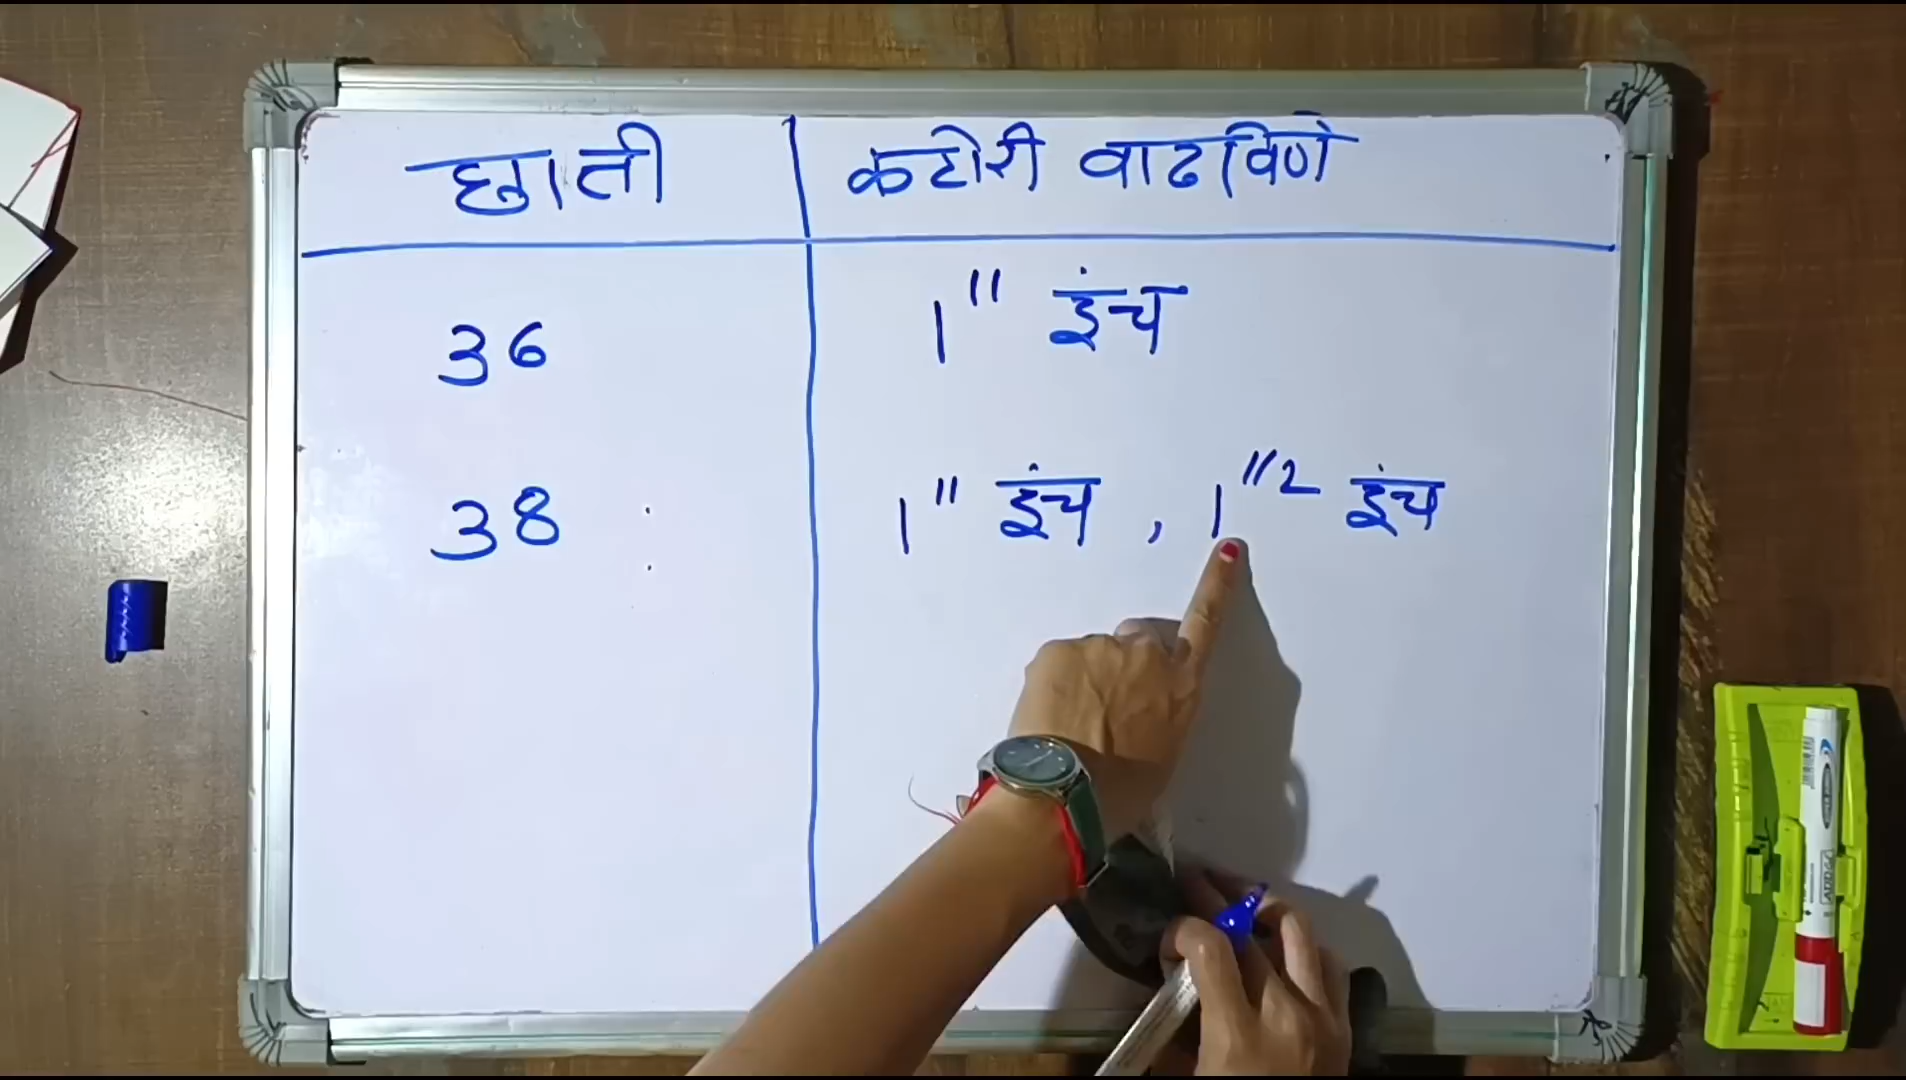 छाती कटोरी वाढविणे
36 1" इंच
38 : 1" इंच , 1"2 इंच